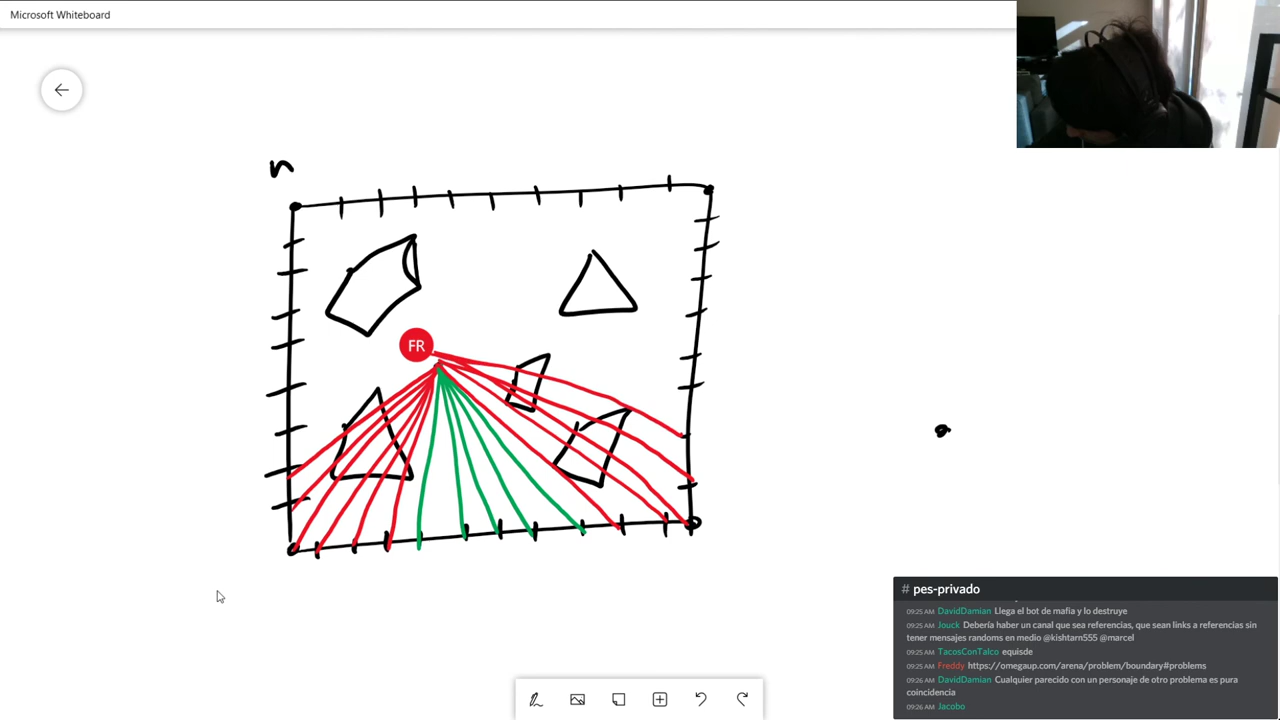 Microsoft Whiteboard
n
FR
# pes-privado
09:25 AM DavidDamian Llega el bot de mafia y lo destruye
09:25 AM Jouck Debería haber un canal que sea referencias, que sean links a referencias sin
tener mensajes randoms en medio @kishtarn555 @marcel
09:25 AM TacosConTalco equisde
09:25 AM Freddy https://omegaup.com/arena/problem/boundary#problems
09:26 AM DavidDamian Cualquier parecido con un personaje de otro problema es pura
coincidencia
09:26 AM Jacobo